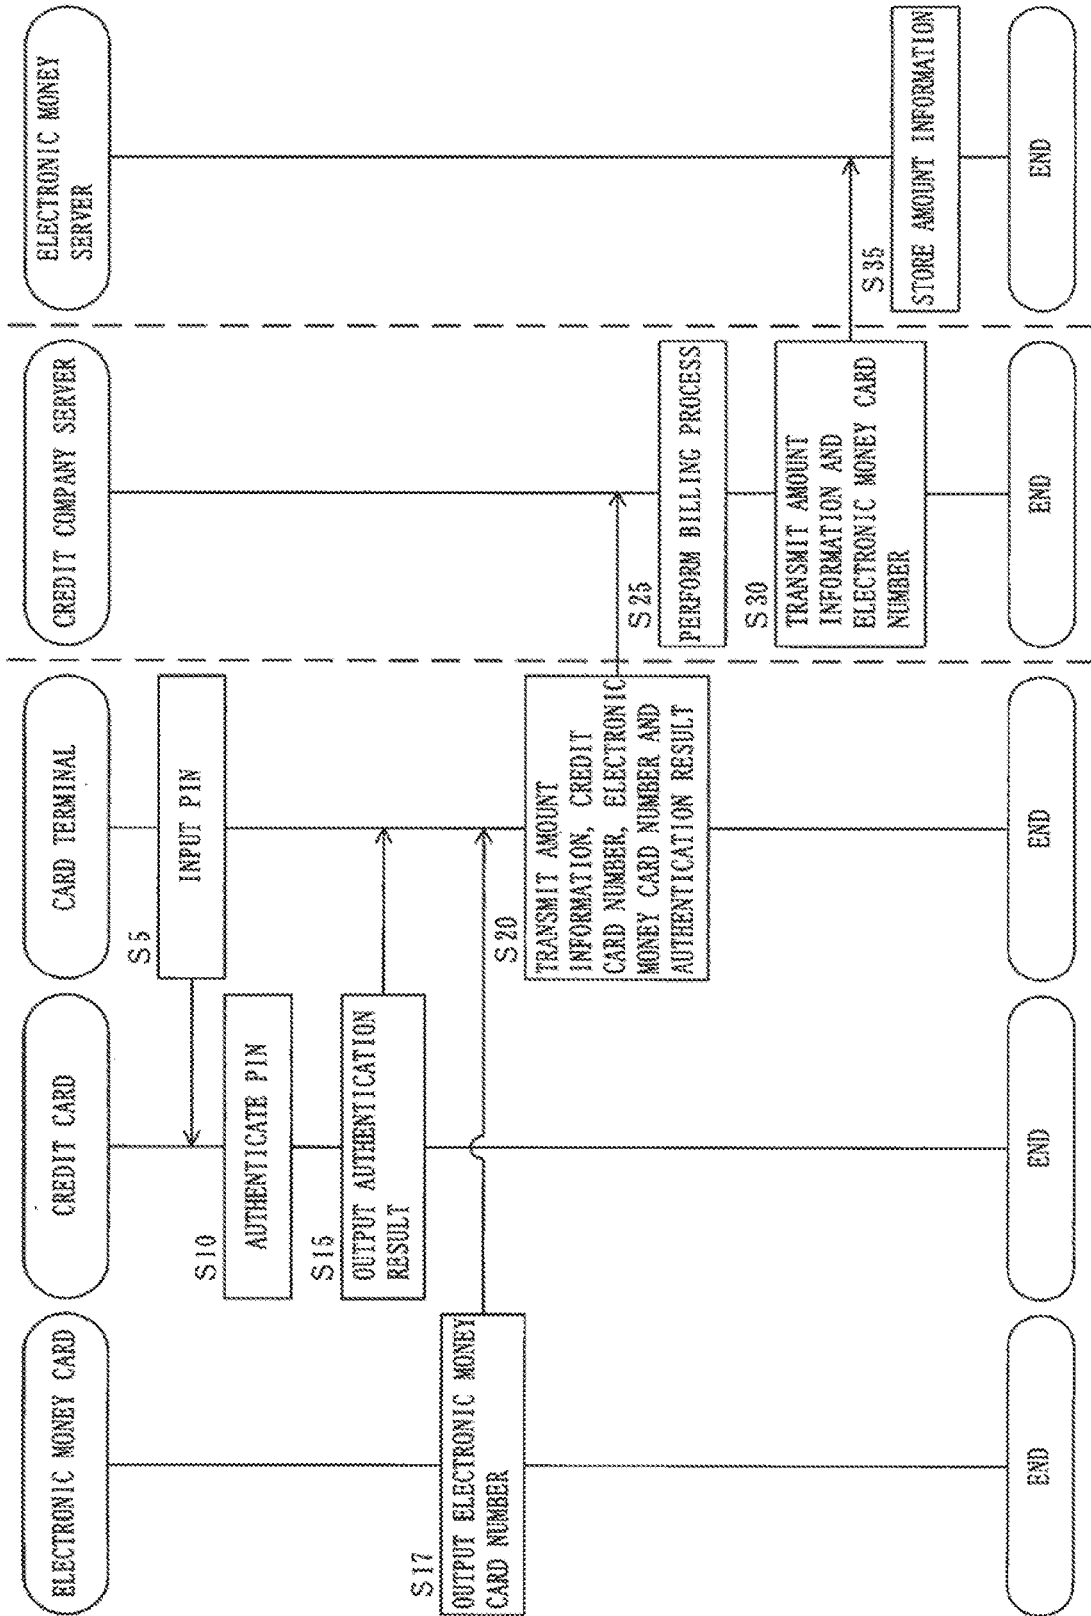 ELECTRONIC MONEY CARD
CREDIT CARD
CARD TERMINAL
CREDIT COMPANY SERVER
ELECTRONIC MONEY
SERVER
S5
INPUT PIN
S10
AUTHENTICATE PIN
S15
OUTPUT AUTHENTICATION
RESULT
S17
OUTPUT ELECTRONIC MONEY
CARD NUMBER
S20
TRANSMIT AMOUNT
INFORMATION, CREDIT
CARD NUMBER, ELECTRONIC
MONEY CARD NUMBER AND
AUTHENTICATION RESULT
S25
PERFORM BILLING PROCESS
S30
TRANSMIT AMOUNT
INFORMATION AND
ELECTRONIC MONEY CARD
NUMBER
S35
STORE AMOUNT INFORMATION
END
END
END
END
END